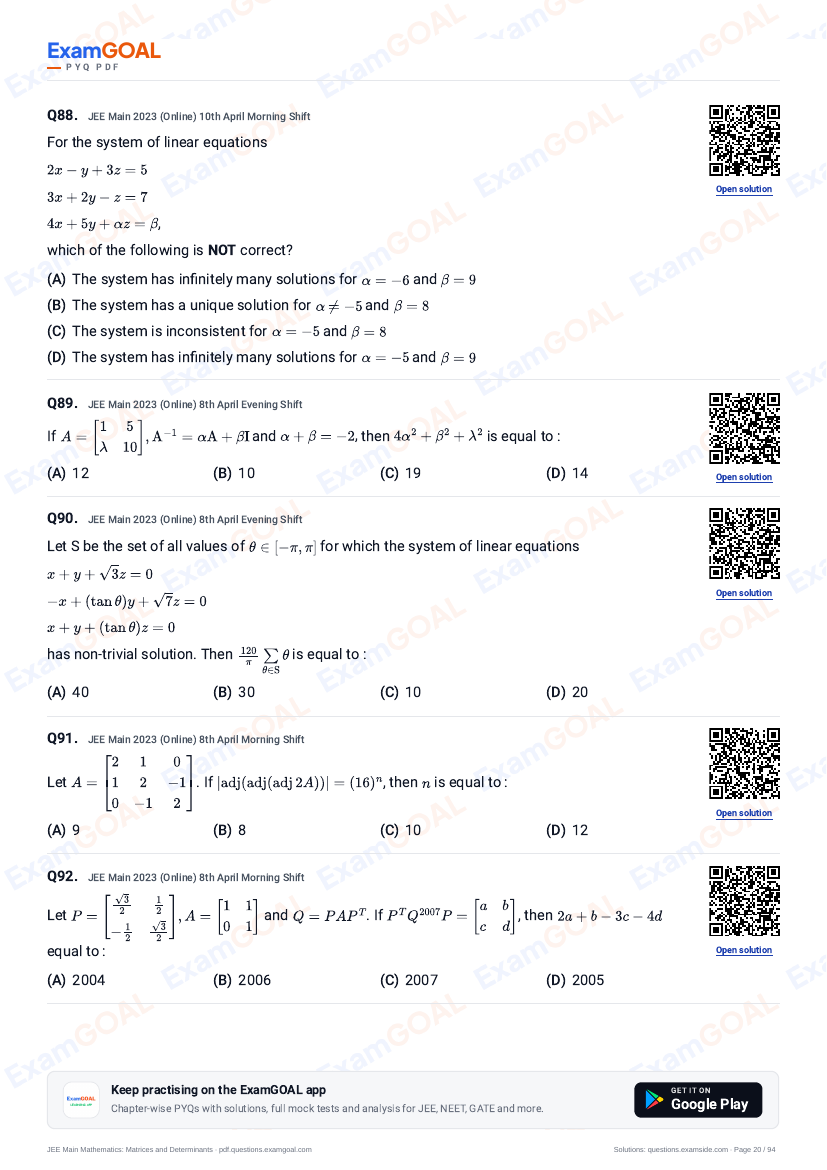 ExamGOAL
PYQ PDF
Q88. JEE Main 2023 (Online) 10th April Morning Shift
For the system of linear equations
2x − y + 3z = 5
3x + 2y − z = 7
4x + 5y + αz = β,
which of the following is NOT correct?
(A) The system has infinitely many solutions for α = −6 and β = 9
(B) The system has a unique solution for α ≠ −5 and β = 8
(C) The system is inconsistent for α = −5 and β = 8
(D) The system has infinitely many solutions for α = −5 and β = 9
Open solution
Q89. JEE Main 2023 (Online) 8th April Evening Shift
If A = [1 5; λ 10], A⁻¹ = αA + βI and α + β = −2, then 4α² + β² + λ² is equal to :
(A) 12 (B) 10 (C) 19 (D) 14
Open solution
Q90. JEE Main 2023 (Online) 8th April Evening Shift
Let S be the set of all values of θ ∈ [−π, π] for which the system of linear equations
x + y + √3z = 0
−x + (tan θ)y + √7z = 0
x + y + (tan θ)z = 0
has non-trivial solution. Then 120/π ∑θ∈S θ is equal to :
(A) 40 (B) 30 (C) 10 (D) 20
Open solution
Q91. JEE Main 2023 (Online) 8th April Morning Shift
Let A = [2 1 0; 1 2 −1; 0 −1 2]. If |adj(adj(adj 2A))| = (16)ⁿ, then n is equal to :
(A) 9 (B) 8 (C) 10 (D) 12
Open solution
Q92. JEE Main 2023 (Online) 8th April Morning Shift
Let P = [√3/2 1/2; −1/2 √3/2], A = [1 1; 0 1] and Q = PAPᵀ. If PᵀQ²⁰⁰⁷P = [a b; c d], then 2a + b − 3c − 4d
equal to :
(A) 2004 (B) 2006 (C) 2007 (D) 2005
Open solution
Keep practising on the ExamGOAL app
Chapter-wise PYQs with solutions, full mock tests and analysis for JEE, NEET, GATE and more.
GET IT ON
Google Play
JEE Main Mathematics: Matrices and Determinants · pdf.questions.examgoal.com
Solutions: questions.examside.com · Page 20 / 94